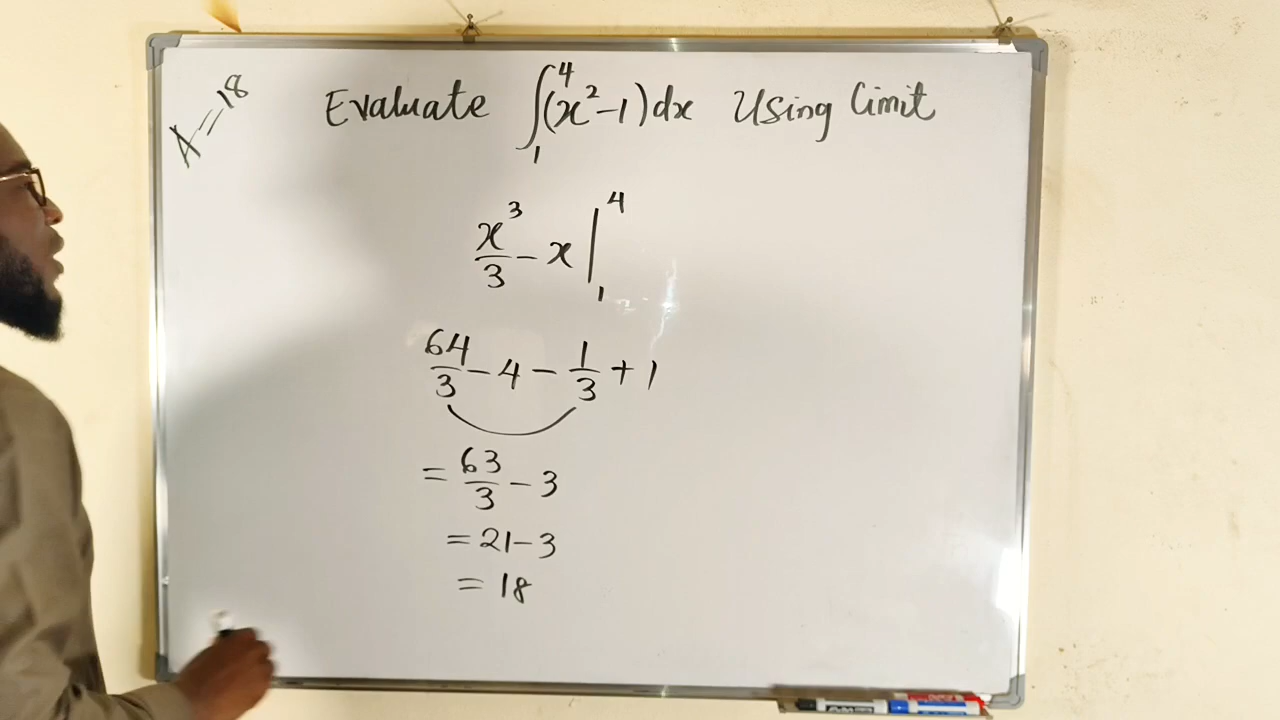 A=18
Evaluate ∫₁⁴(x²-1)dx Using limit
x³/3 - x |₁⁴
64/3 - 4 - 1/3 + 1
= 63/3 - 3
= 21-3
= 18